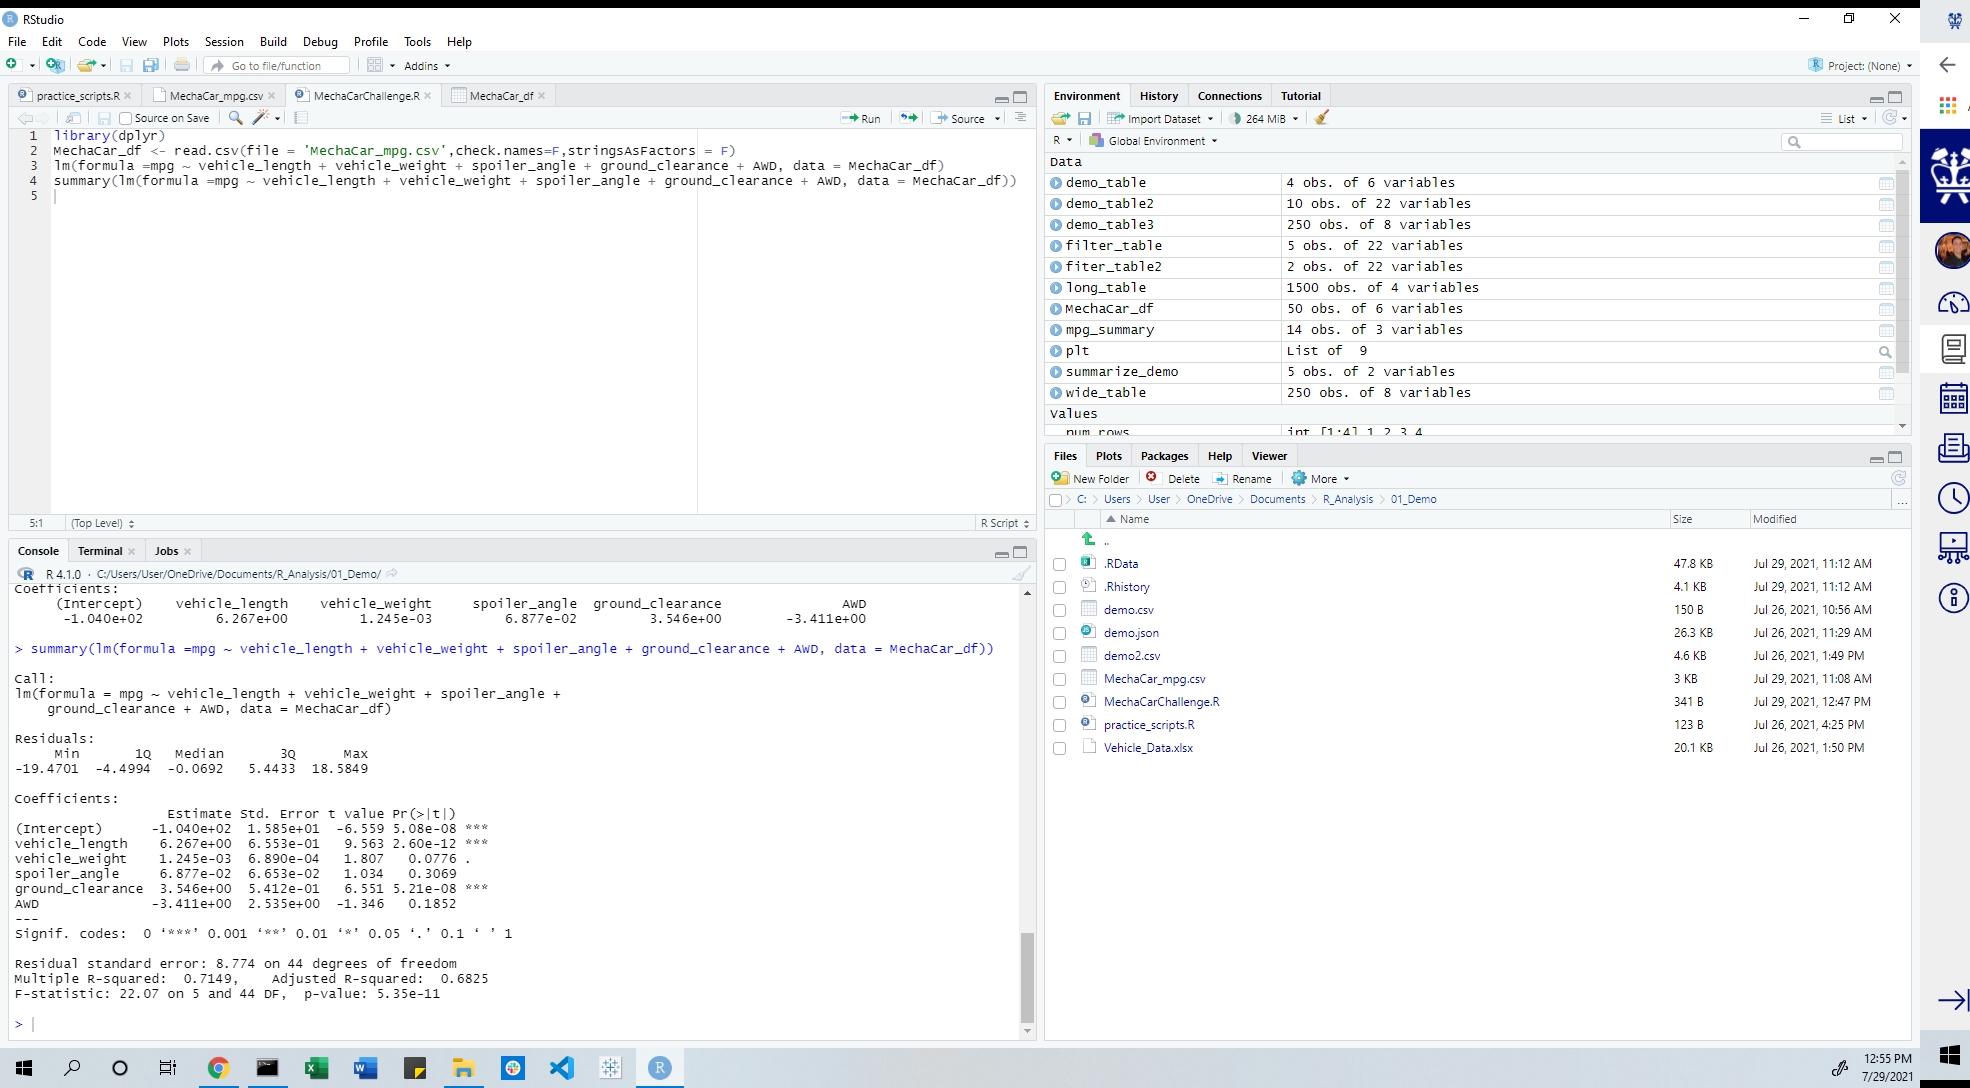 RStudio
File Edit Code View Plots Session Build Debug Profile Tools Help
Go to file/function Addins
Project: (None)
practice_scripts.R MechaCar_mpg.csv MechaCarChallenge.R MechaCar_df
Source on Save Run Source
1 library(dplyr)
2 MechaCar_df <- read.csv(file = 'MechaCar_mpg.csv',check.names=F,stringsAsFactors = F)
3 lm(formula =mpg ~ vehicle_length + vehicle_weight + spoiler_angle + ground_clearance + AWD, data = MechaCar_df)
4 summary(lm(formula =mpg ~ vehicle_length + vehicle_weight + spoiler_angle + ground_clearance + AWD, data = MechaCar_df))
5
5:1 (Top Level) R Script
Console Terminal Jobs
R 4.1.0 · C:/Users/User/OneDrive/Documents/R_Analysis/01_Demo/
Coefficients:
(Intercept) vehicle_length vehicle_weight spoiler_angle ground_clearance AWD
-1.040e+02 6.267e+00 1.245e-03 6.877e-02 3.546e+00 -3.411e+00
> summary(lm(formula =mpg ~ vehicle_length + vehicle_weight + spoiler_angle + ground_clearance + AWD, data = MechaCar_df))
Call:
lm(formula = mpg ~ vehicle_length + vehicle_weight + spoiler_angle +
ground_clearance + AWD, data = MechaCar_df)
Residuals:
Min 1Q Median 3Q Max
-19.4701 -4.4994 -0.0692 5.4433 18.5849
Coefficients:
Estimate Std. Error t value Pr(>|t|)
(Intercept) -1.040e+02 1.585e+01 -6.559 5.08e-08 ***
vehicle_length 6.267e+00 6.553e-01 9.563 2.60e-12 ***
vehicle_weight 1.245e-03 6.890e-04 1.807 0.0776 .
spoiler_angle 6.877e-02 6.653e-02 1.034 0.3069
ground_clearance 3.546e+00 5.412e-01 6.551 5.21e-08 ***
AWD -3.411e+00 2.535e+00 -1.346 0.1852
---
Signif. codes: 0 ‘***’ 0.001 ‘**’ 0.01 ‘*’ 0.05 ‘.’ 0.1 ‘ ’ 1
Residual standard error: 8.774 on 44 degrees of freedom
Multiple R-squared: 0.7149, Adjusted R-squared: 0.6825
F-statistic: 22.07 on 5 and 44 DF, p-value: 5.35e-11
>
Environment History Connections Tutorial
Import Dataset 264 MiB List
R Global Environment
Data
demo_table 4 obs. of 6 variables
demo_table2 10 obs. of 22 variables
demo_table3 250 obs. of 8 variables
filter_table 5 obs. of 22 variables
fiter_table2 2 obs. of 22 variables
long_table 1500 obs. of 4 variables
MechaCar_df 50 obs. of 6 variables
mpg_summary 14 obs. of 3 variables
plt List of 9
summarize_demo 5 obs. of 2 variables
wide_table 250 obs. of 8 variables
Values
num_rows int [1:4] 1 2 3 4
Files Plots Packages Help Viewer
New Folder Delete Rename More
C: Users User OneDrive Documents R_Analysis 01_Demo ...
Name Size Modified
..
.RData 47.8 KB Jul 29, 2021, 11:12 AM
.Rhistory 4.1 KB Jul 29, 2021, 11:12 AM
demo.csv 150 B Jul 26, 2021, 10:56 AM
demo.json 26.3 KB Jul 26, 2021, 11:29 AM
demo2.csv 4.6 KB Jul 26, 2021, 1:49 PM
MechaCar_mpg.csv 3 KB Jul 29, 2021, 11:08 AM
MechaCarChallenge.R 341 B Jul 29, 2021, 12:47 PM
practice_scripts.R 123 B Jul 26, 2021, 4:25 PM
Vehicle_Data.xlsx 20.1 KB Jul 26, 2021, 1:50 PM
12:55 PM
7/29/2021